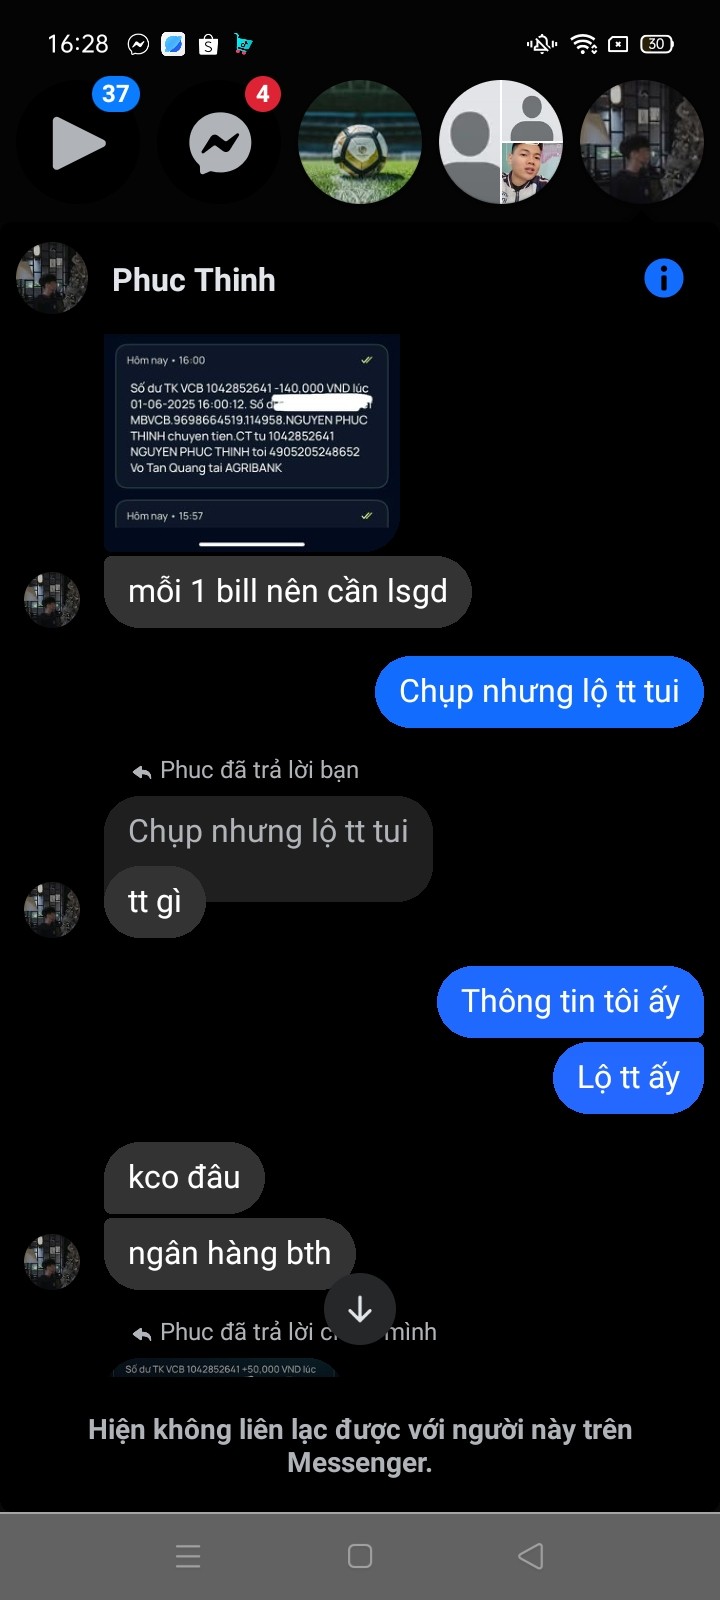 16:28
30
37
4
Phuc Thinh
Hôm nay • 16:00
Số dư TK VCB 1042852641 -140,000 VND lúc
01-06-2025 16:00:12. Số
MBVCB.9698664519.114958.NGUYEN PHUC
THINH chuyen tien.CT tu 1042852641
NGUYEN PHUC THINH toi 4905205248652
Vo Tan Quang tai AGRIBANK
Hôm nay • 15:57
mỗi 1 bill nên cần lsgd
Chụp nhưng lộ tt tui
Phuc đã trả lời bạn
Chụp nhưng lộ tt tui
tt gì
Thông tin tôi ấy
Lộ tt ấy
kco đâu
ngân hàng bth
Phuc đã trả lời mình
Số dư TK VCB 1042852641 +50,000 VND lúc
Hiện không liên lạc được với người này trên
Messenger.